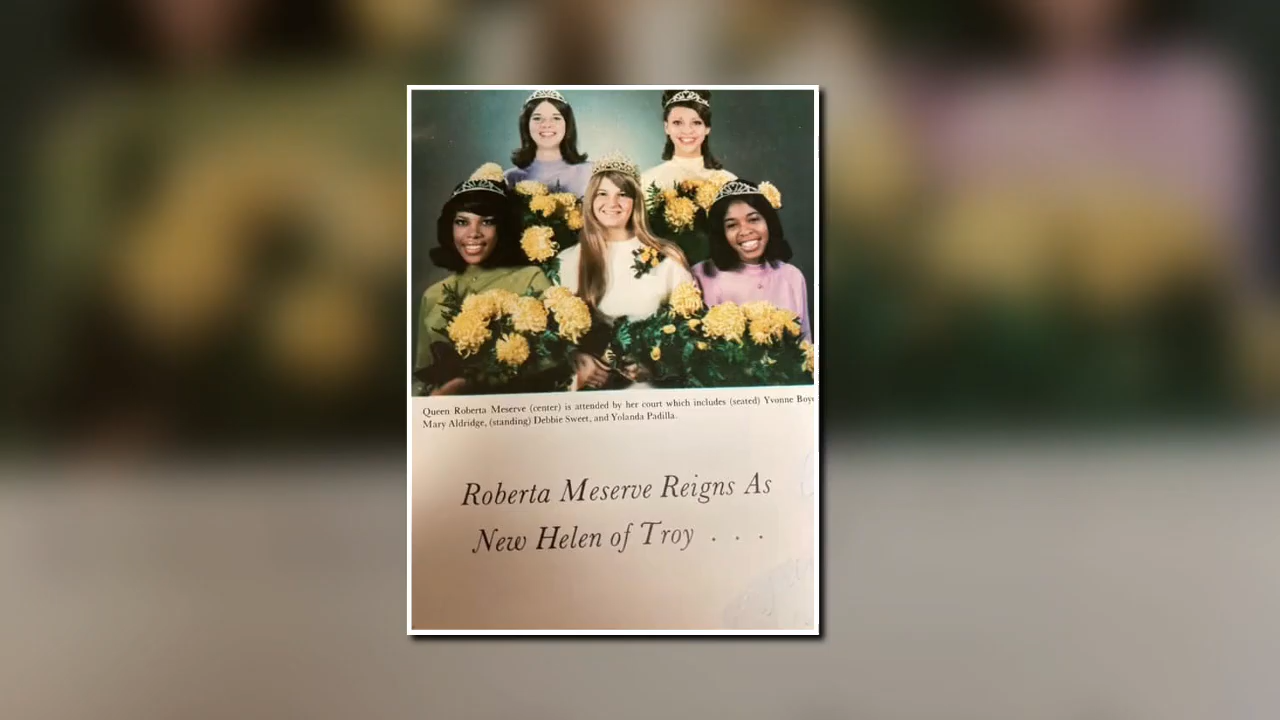 Queen Roberta Meserve (center) is attended by her court which includes (seated) Yvonne
Mary Aldridge, (standing) Debbie Sweet, and Yolanda Padilla.
Roberta Meserve Reigns As
New Helen of Troy . . .